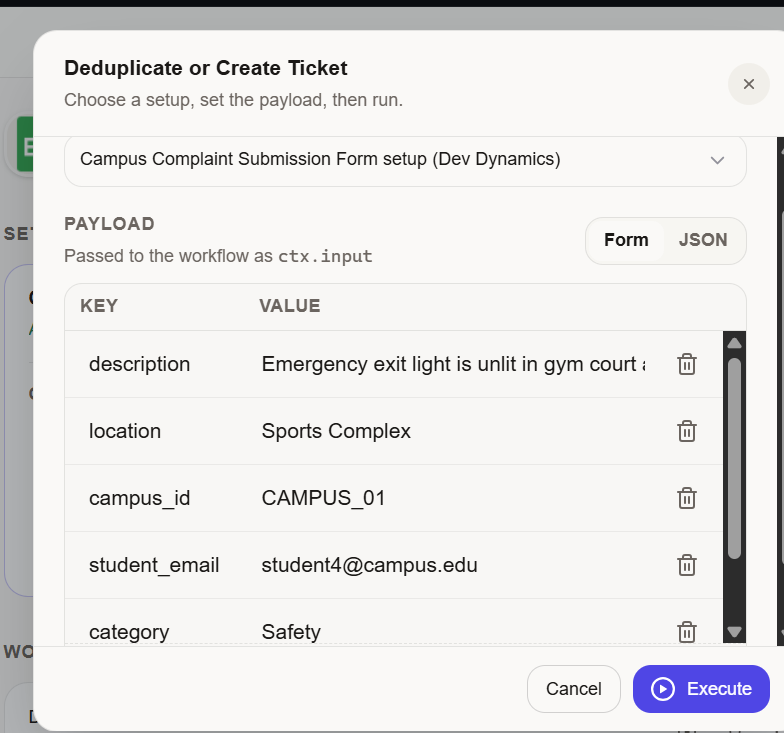 Deduplicate or Create Ticket
Choose a setup, set the payload, then run.
Campus Complaint Submission Form setup (Dev Dynamics)
PAYLOAD
Passed to the workflow as ctx.input
Form JSON
KEY VALUE
description Emergency exit light is unlit in gym court
location Sports Complex
campus_id CAMPUS_01
student_email student4@campus.edu
category Safety
Cancel Execute